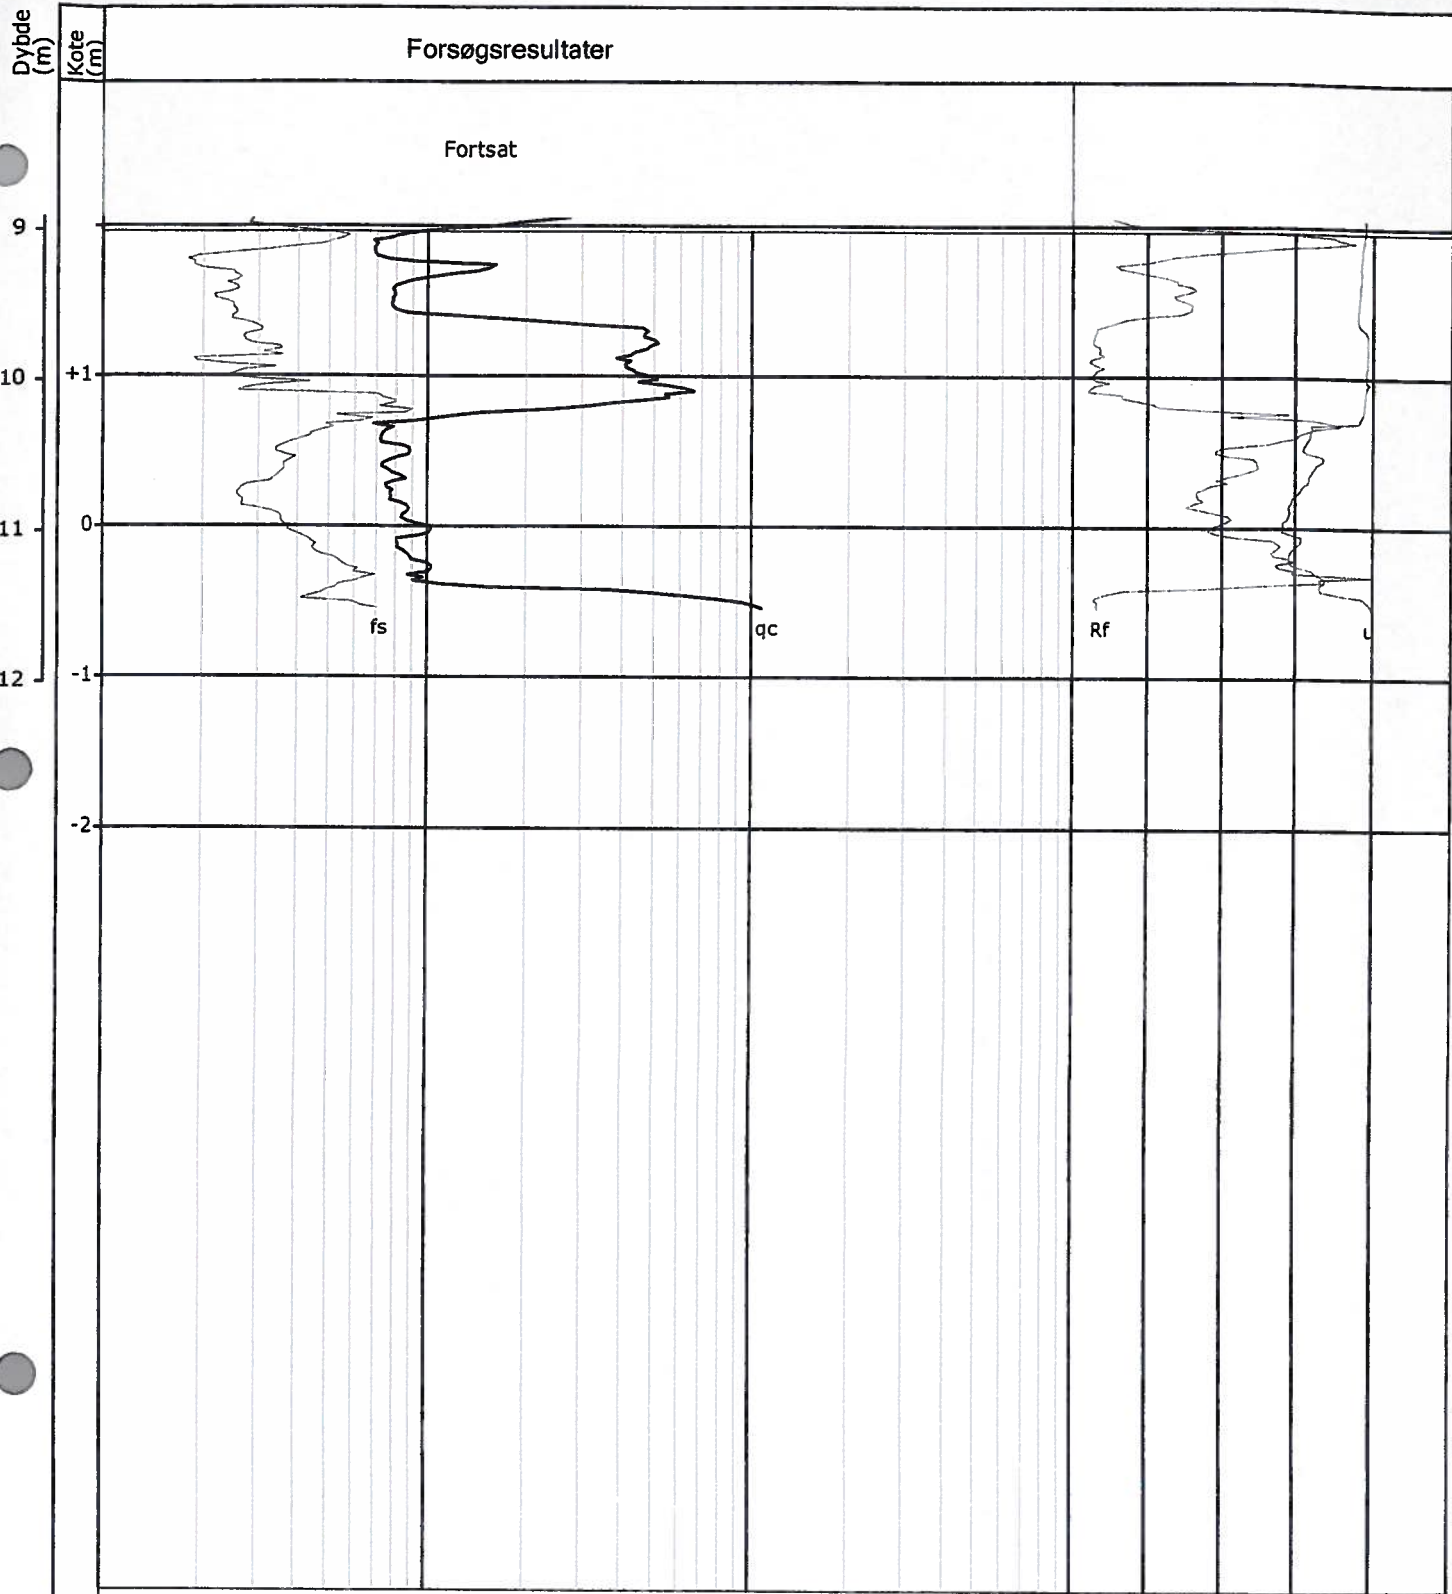 Dybde (m)
Kote (m)
Forsøgsresultater
Fortsat
9
10
+1
11
0
fs
qc
Rf
12
-1
-2